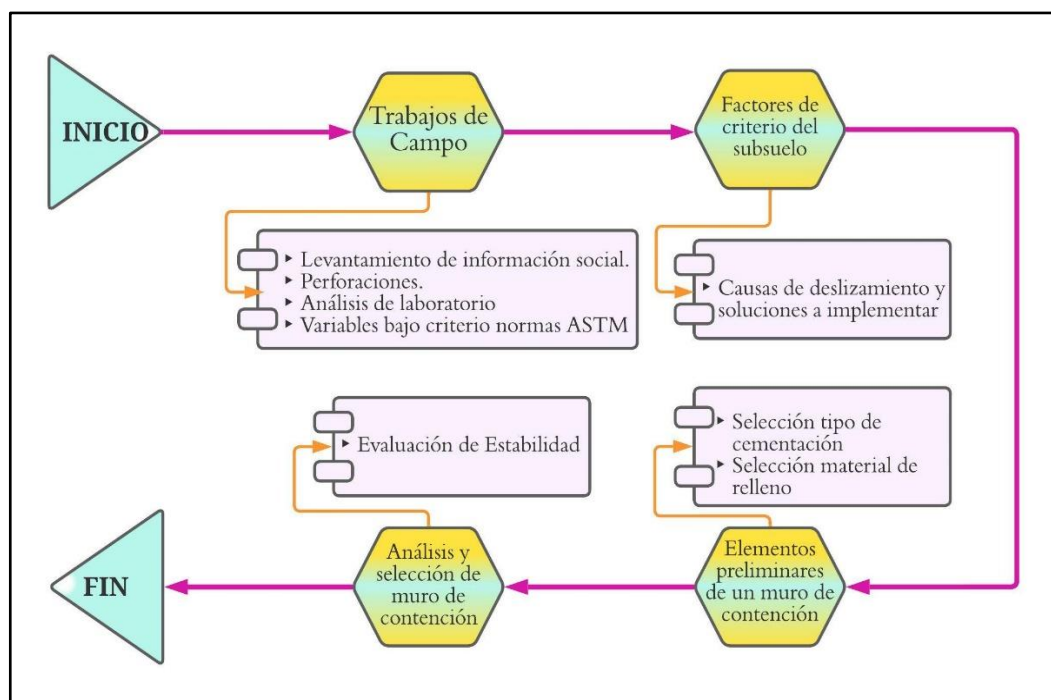 INICIO
Trabajos de
Campo
Factores de
criterio del
subsuelo
‣ Levantamiento de información social.
‣ Perforaciones.
‣ Análisis de laboratorio
‣ Variables bajo criterio normas ASTM
‣ Causas de deslizamiento y
soluciones a implementar
‣ Selección tipo de
cementación
‣ Selección material de
relleno
Elementos
preliminares
de un muro de
contención
‣ Evaluación de Estabilidad
Análisis y
selección de
muro de
contención
FIN